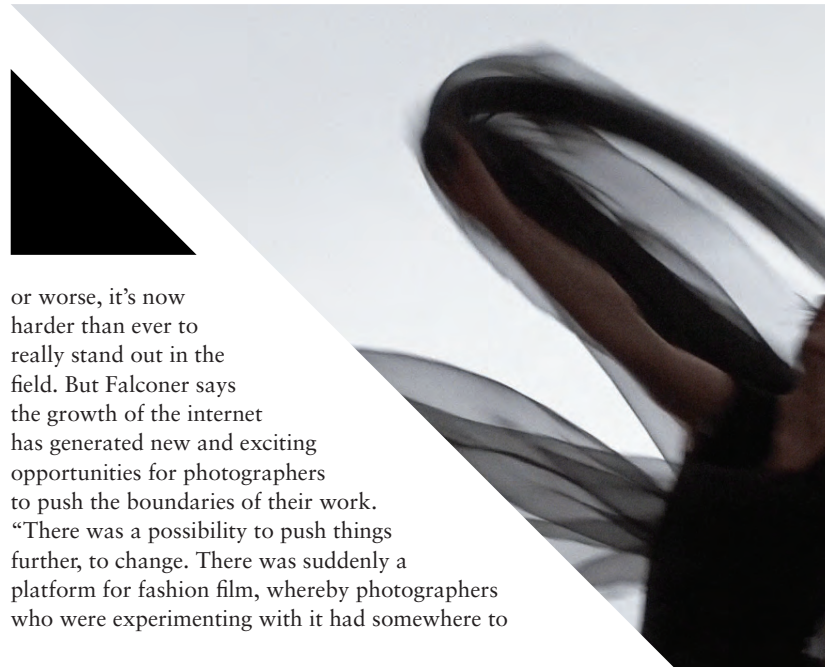 or worse, it’s now
harder than ever to
really stand out in the
field. But Falconer says
the growth of the internet
has generated new and exciting
opportunities for photographers
to push the boundaries of their work.
“There was a possibility to push things
further, to change. There was suddenly a
platform for fashion film, whereby photographers
who were experimenting with it had somewhere to